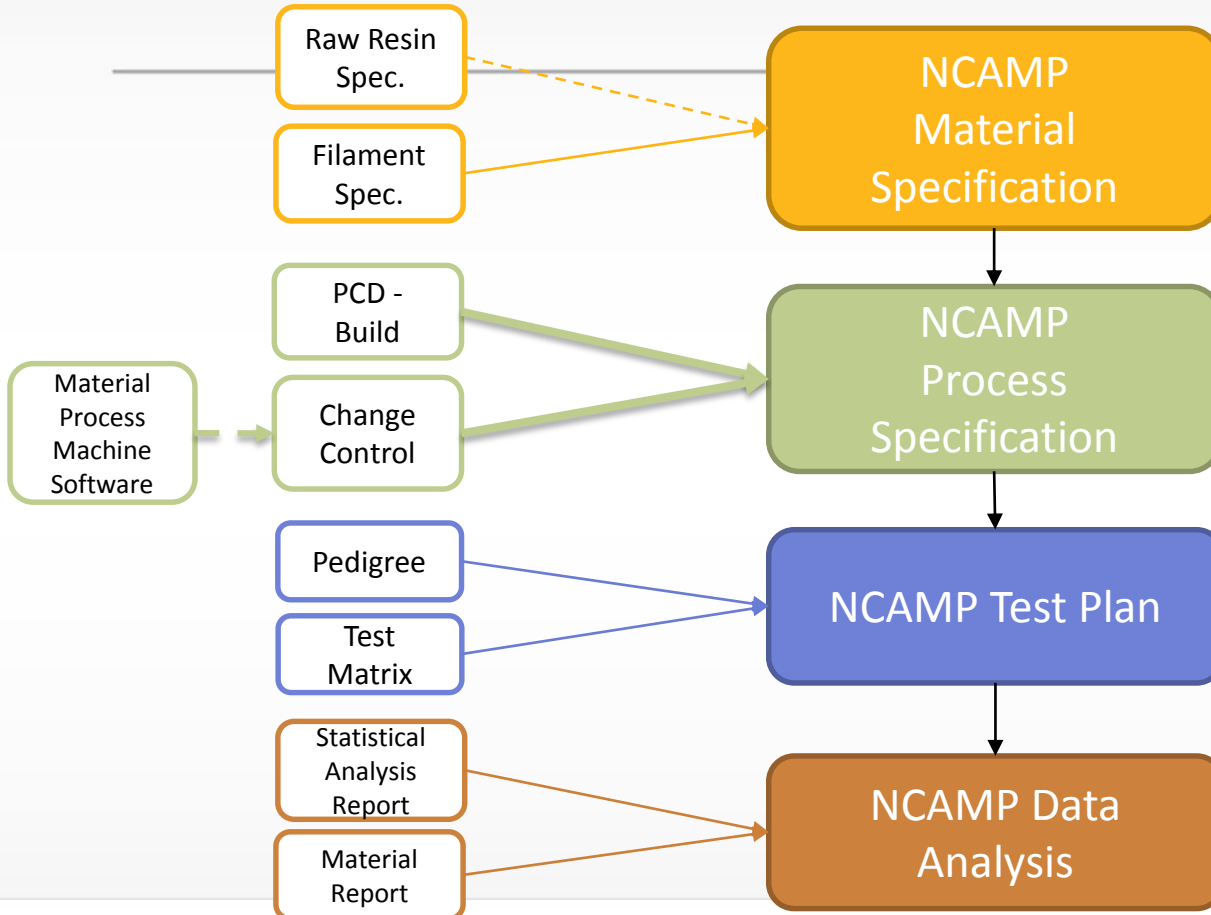 Raw Resin
Spec.
Filament
Spec.
NCAMP
Material
Specification
PCD -
Build
Material
Process
Machine
Software
Change
Control
NCAMP
Process
Specification
Pedigree
Test
Matrix
NCAMP Test Plan
Statistical
Analysis
Report
Material
Report
NCAMP Data
Analysis